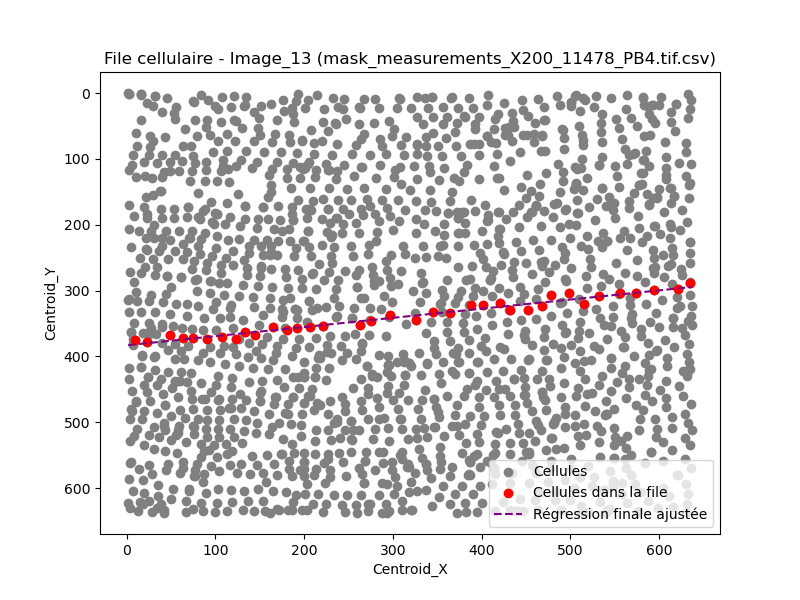 File cellulaire - Image_13 (mask_measurements_X200_11478_PB4.tif.csv)
Centroid_Y
0
100
200
300
400
500
600
0 100 200 300 400 500 600
Centroid_X
Cellules
Cellules dans la file
Régression finale ajustée